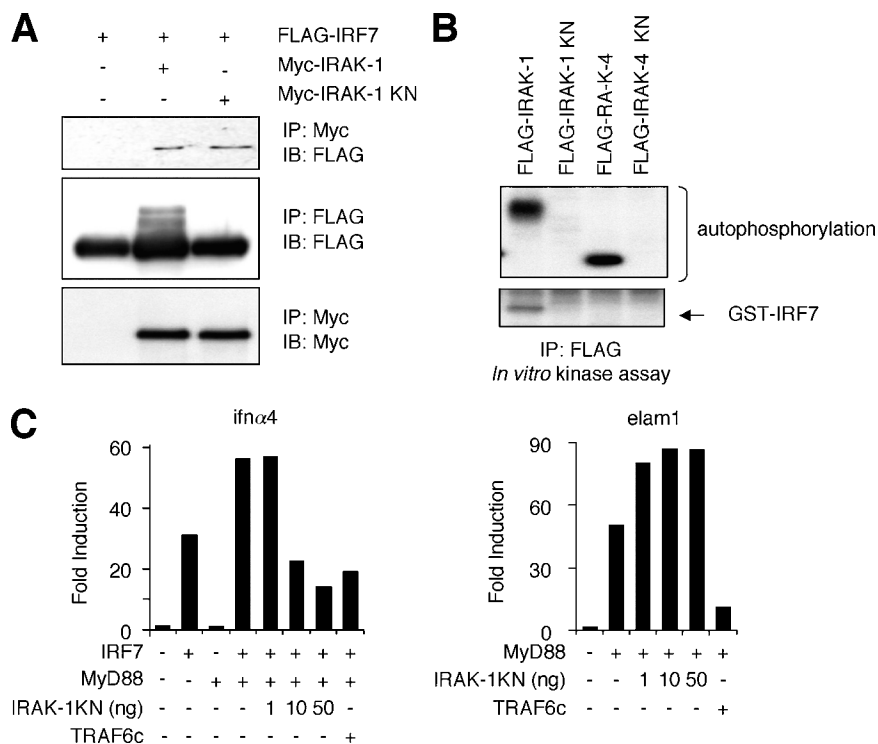 A
+ + + FLAG-IRF7
- + - Myc-IRAK-1
- - + Myc-IRAK-1 KN
IP: Myc
IB: FLAG
IP: FLAG
IB: FLAG
IP: Myc
IB: Myc
B
FLAG-IRAK-1
FLAG-IRAK-1 KN
FLAG-RA-K-4
FLAG-IRAK-4 KN
autophosphorylation
GST-IRF7
IP: FLAG
In vitro kinase assay
C
ifnα4
Fold Induction
60
40
20
0
IRF7 - + - + + + + +
MyD88 - - + + + + + +
IRAK-1KN (ng) - - - - 1 10 50 -
TRAF6c - - - - - - - +
elam1
Fold Induction
90
60
30
0
MyD88 - + + + + +
IRAK-1KN (ng) - - 1 10 50 -
TRAF6c - - - - - +